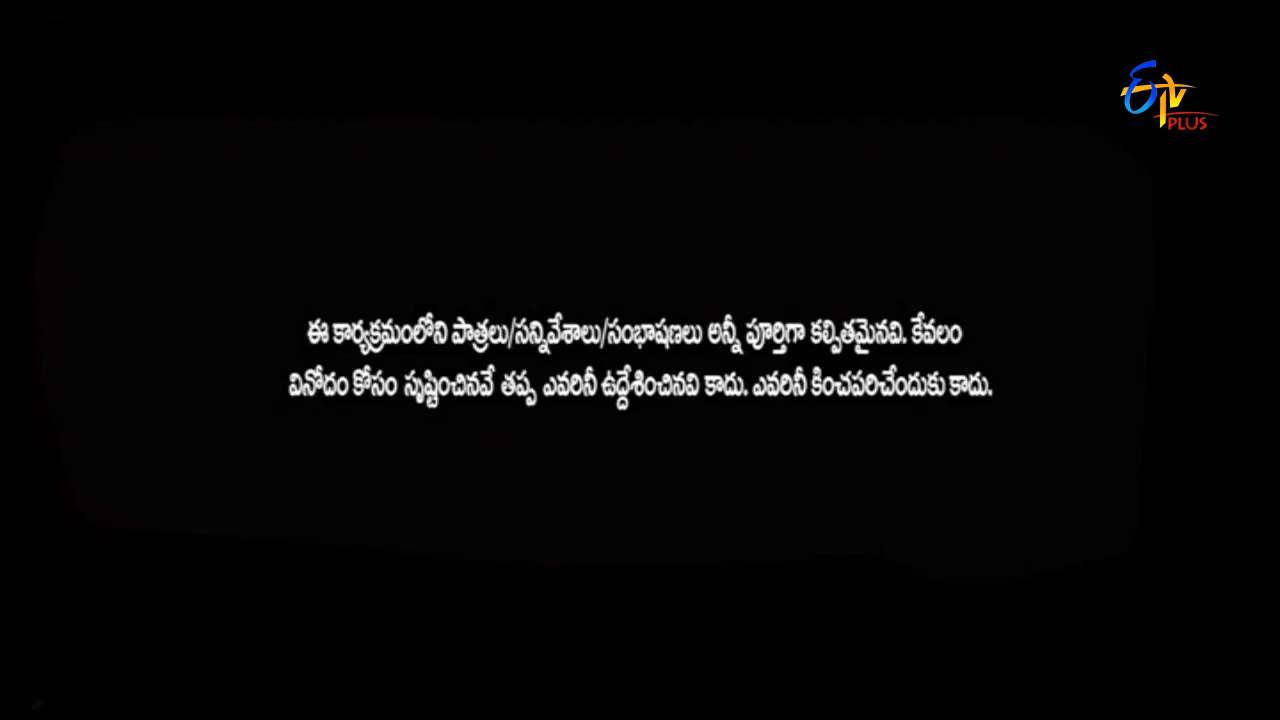 ETV
PLUS
ఈ కార్యక్రమంలోని పాత్రలు/సన్నివేశాలు/సంభాషణలు అన్నీ పూర్తిగా కల్పితమైనవి. కేవలం
వినోదం కోసం సృష్టించినవే తప్ప ఎవరినీ ఉద్దేశించినవి కాదు. ఎవరినీ కించపరిచేందుకు కాదు.